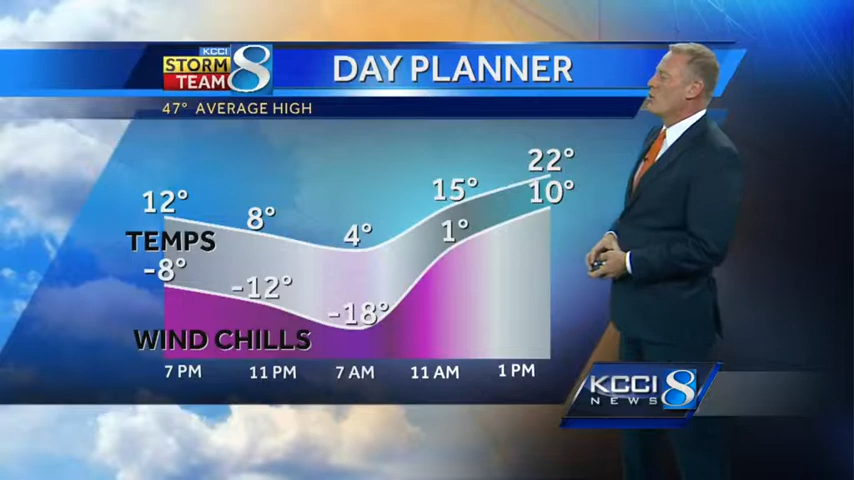 KCCI
STORM
TEAM 8
DAY PLANNER
47° AVERAGE HIGH
12° 8° 4° 15° 22°
TEMPS
-8° -12° -18° 1° 10°
WIND CHILLS
7 PM 11 PM 7 AM 11 AM 1 PM
KCCI 8
NEWS